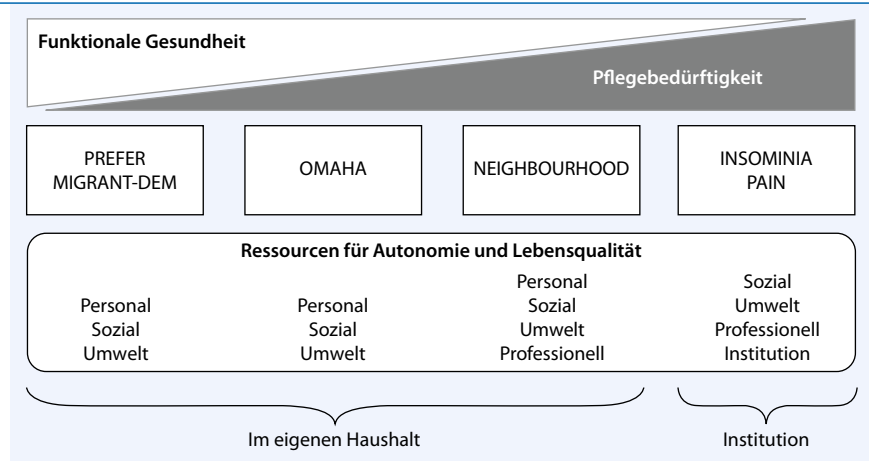 Funktionale Gesundheit
Pflegebedürftigkeit
PREFER
MIGRANT-DEM
OMAHA
NEIGHBOURHOOD
INSOMINIA
PAIN
Ressourcen für Autonomie und Lebensqualität
Personal
Sozial
Umwelt
Personal
Sozial
Umwelt
Personal
Sozial
Umwelt
Professionell
Sozial
Umwelt
Professionell
Institution
Im eigenen Haushalt
Institution